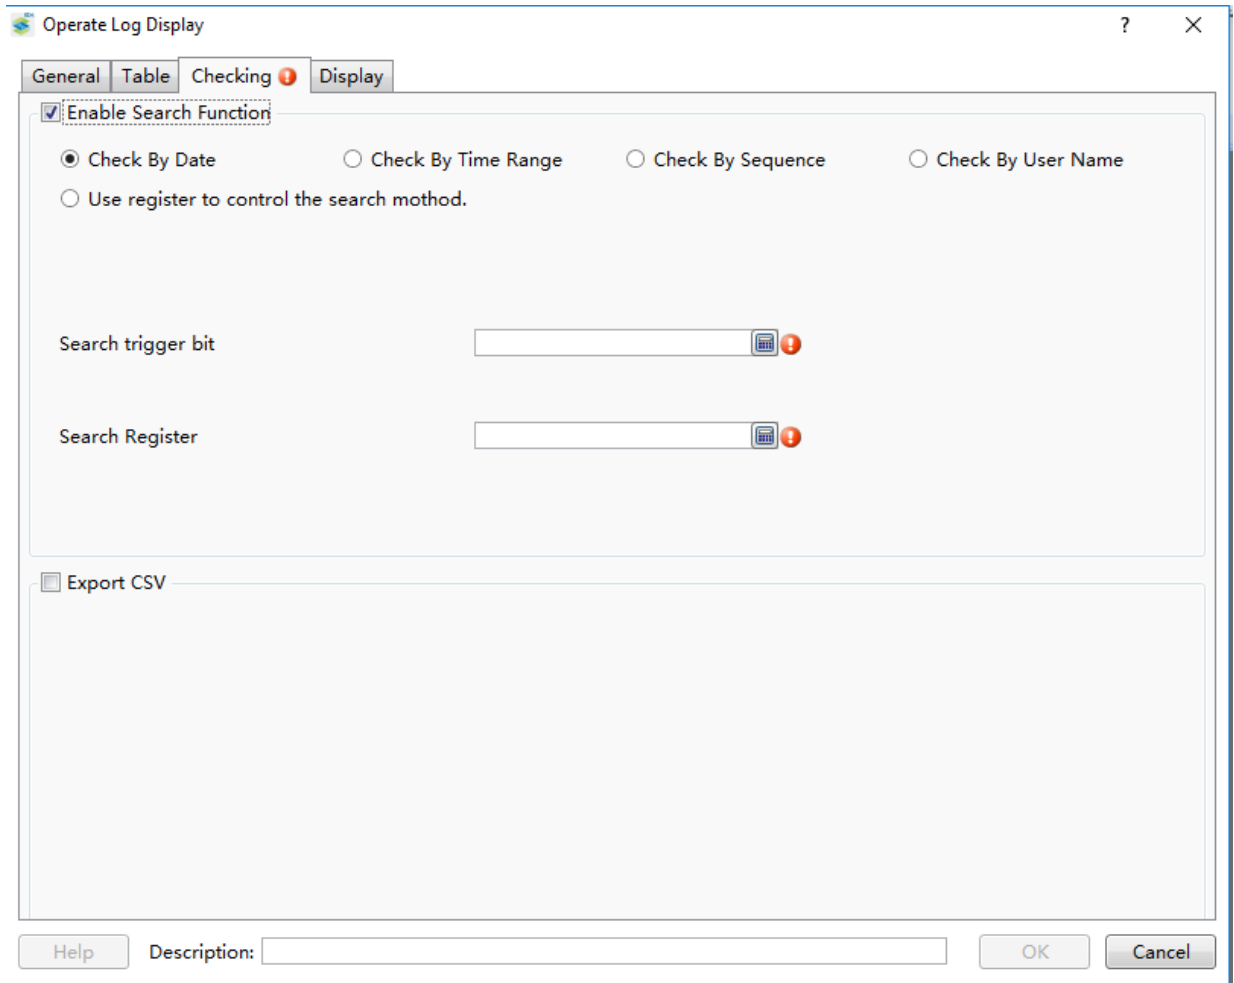 Operate Log Display
?
General Table Checking Display
Enable Search Function
Check By Date Check By Time Range Check By Sequence Check By User Name
Use register to control the search mothod.
Search trigger bit
Search Register
Export CSV
Help Description: OK Cancel